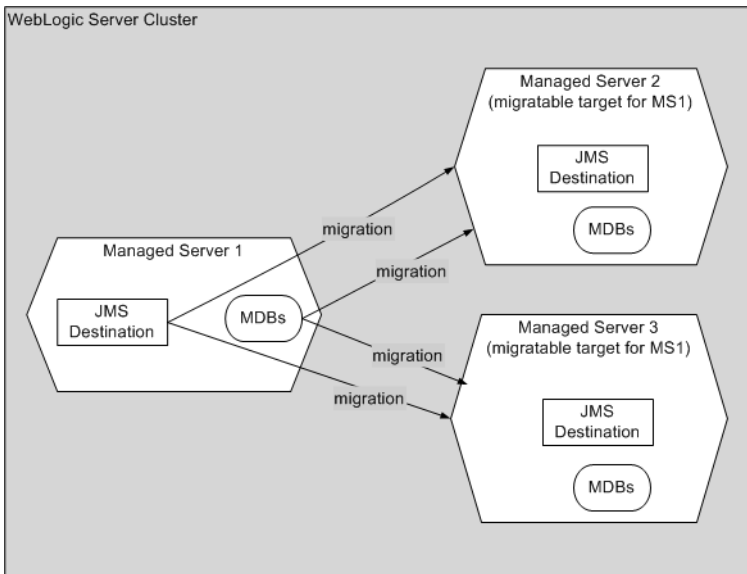 WebLogic Server Cluster
Managed Server 2
(migratable target for MS1)
JMS
Destination
MDBs
migration
migration
Managed Server 1
JMS
Destination
MDBs
migration
migration
Managed Server 3
(migratable target for MS1)
JMS
Destination
MDBs